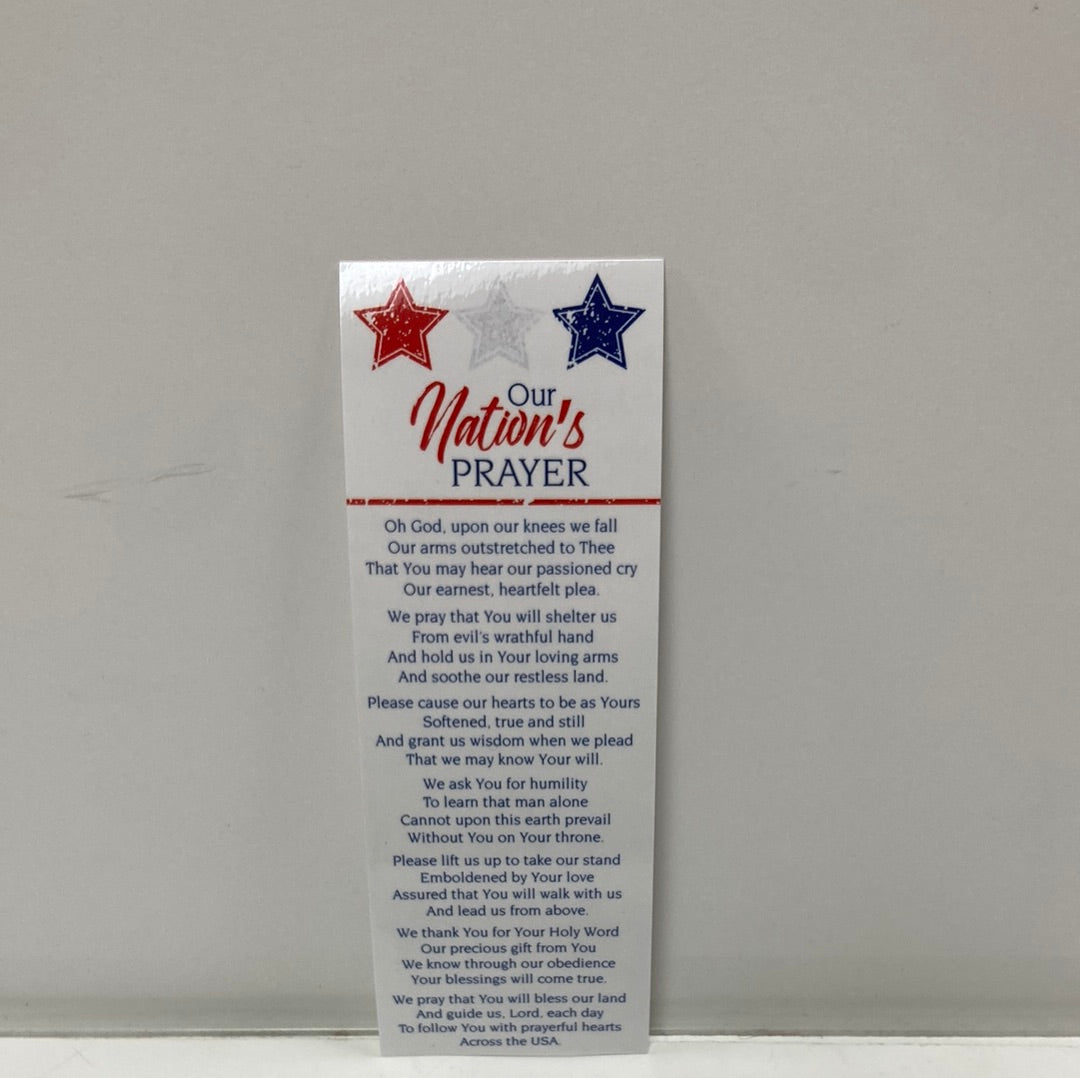 Our
Nation's
PRAYER
Oh God, upon our knees we fall
Our arms outstretched to Thee
That You may hear our passioned cry
Our earnest, heartfelt plea.
We pray that You will shelter us
From evil's wrathful hand
And hold us in Your loving arms
And soothe our restless land.
Please cause our hearts to be as Yours
Softened, true and still
And grant us wisdom when we plead
That we may know Your will.
We ask You for humility
To learn that man alone
Cannot upon this earth prevail
Without You on Your throne.
Please lift us up to take our stand
Emboldened by Your love
Assured that You will walk with us
And lead us from above.
We thank You for Your Holy Word
Our precious gift from You
We know through our obedience
Your blessings will come true.
We pray that You will bless our land
And guide us, Lord, each day
To follow You with prayerful hearts
Across the USA.